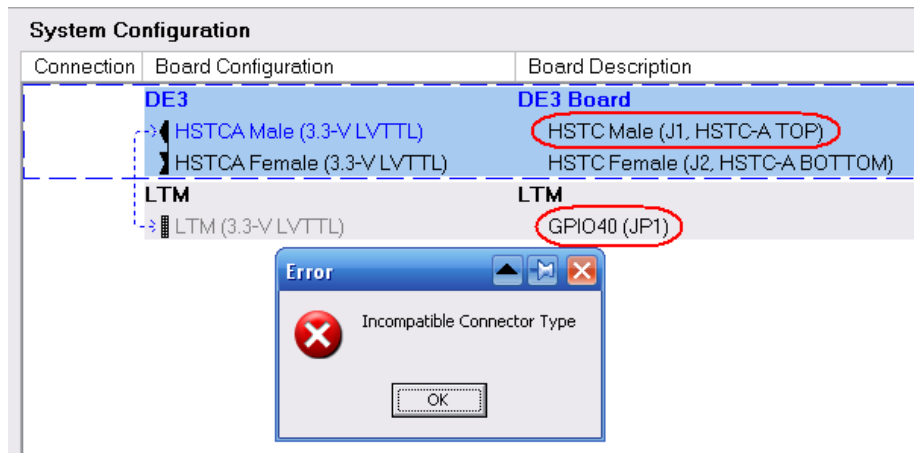 System Configuration
Connection Board Configuration Board Description
DE3 DE3 Board
HSTCA Male (3.3-V LVTTL) HSTC Male (J1, HSTC-A TOP)
HSTCA Female (3.3-V LVTTL) HSTC Female (J2, HSTC-A BOTTOM)
LTM LTM
LTM (3.3-V LVTTL) GPIO40 (JP1)
Error
Incompatible Connector Type
OK